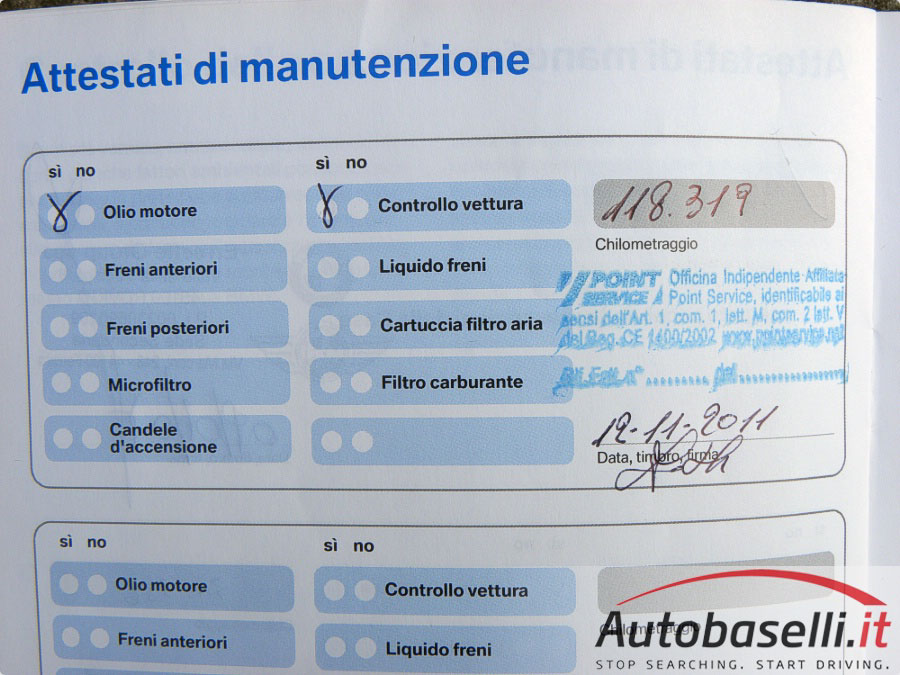 Attestati di manutenzione
sì no
Olio motore
Freni anteriori
Freni posteriori
Microfiltro
Candele
d'accensione
sì no
Controllo vettura
Liquido freni
Cartuccia filtro aria
Filtro carburante
118.319
Chilometraggio
POINT SERVICE
Officina Indipendente Affiliata
A Point Service, identificabile ai
sensi dell'Art. 1, com. 1, lett. M, com. 2 lett. V
del Reg. CE 1400/2002 www.pointservice.net
12-11-2011
Data, timbro, firma
sì no
Olio motore
Freni anteriori
sì no
Controllo vettura
Liquido freni
Chilometraggio
Autobaselli.it
STOP SEARCHING. START DRIVING.